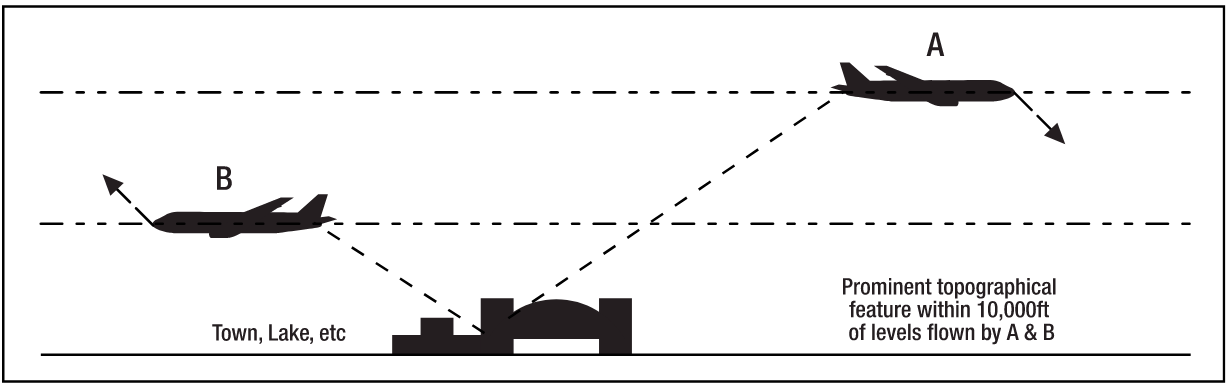 A
B
Town, Lake, etc
Prominent topographical
feature within 10,000ft
of levels flown by A & B